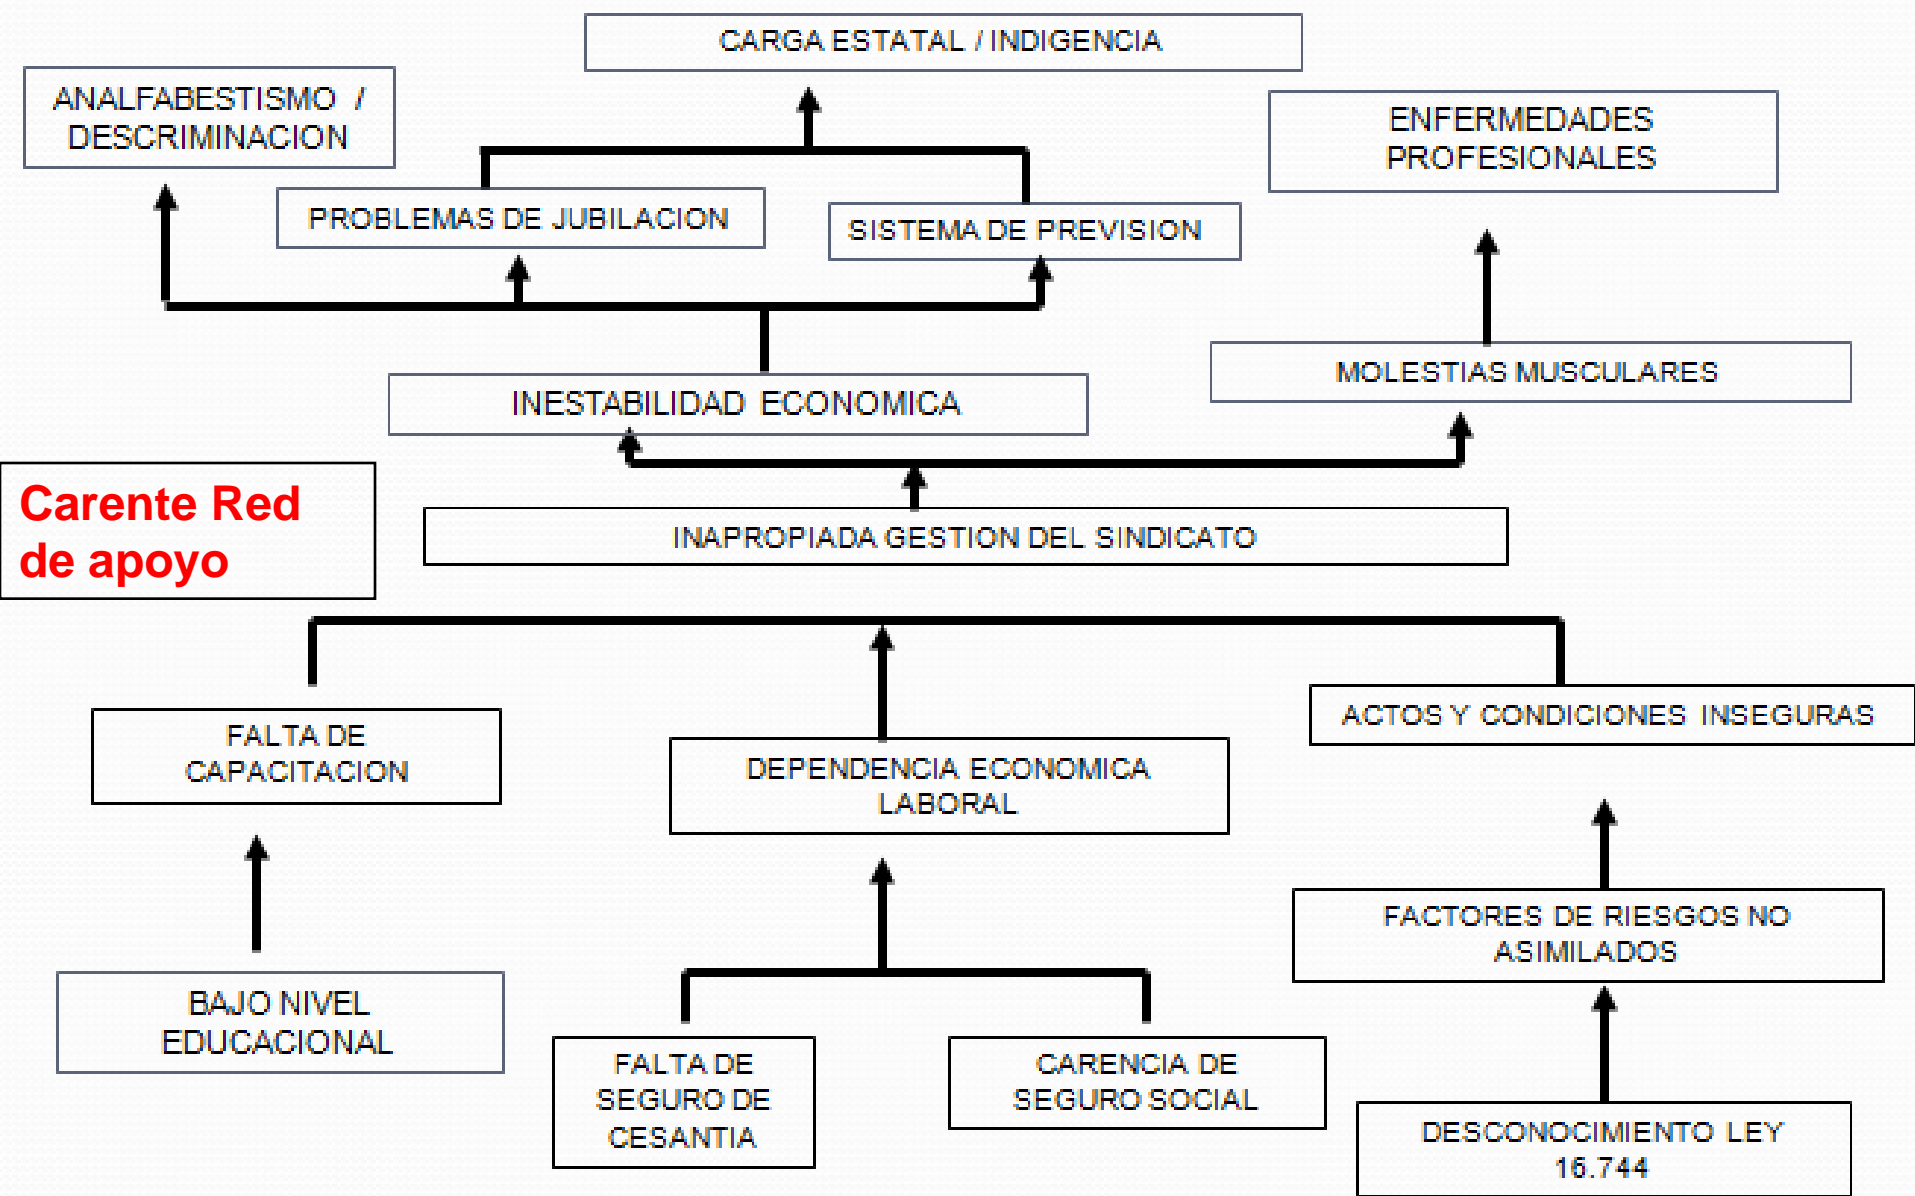 CARGA ESTATAL / INDIGENCIA
ANALFABESTISMO /
DESCRIMINACION
ENFERMEDADES
PROFESIONALES
PROBLEMAS DE JUBILACION
SISTEMA DE PREVISION
MOLESTIAS MUSCULARES
INESTABILIDAD ECONOMICA
Carente Red
de apoyo
INAPROPIADA GESTION DEL SINDICATO
FALTA DE
CAPACITACION
DEPENDENCIA ECONOMICA
LABORAL
ACTOS Y CONDICIONES INSEGURAS
FACTORES DE RIESGOS NO
ASIMILADOS
BAJO NIVEL
EDUCACIONAL
FALTA DE
SEGURO DE
CESANTIA
CARENCIA DE
SEGURO SOCIAL
DESCONOCIMIENTO LEY
16.744